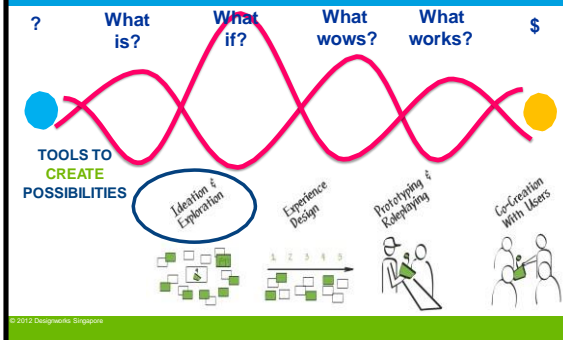 ?
What is?
What if?
What wows?
What works?
$
TOOLS TO
CREATE
POSSIBILITIES
Ideation &
Exploration
Experience
Design
Prototyping &
Roleplaying
Co-Creation
With Users
1 2 3 4 5
© 2012 Designworks Singapore